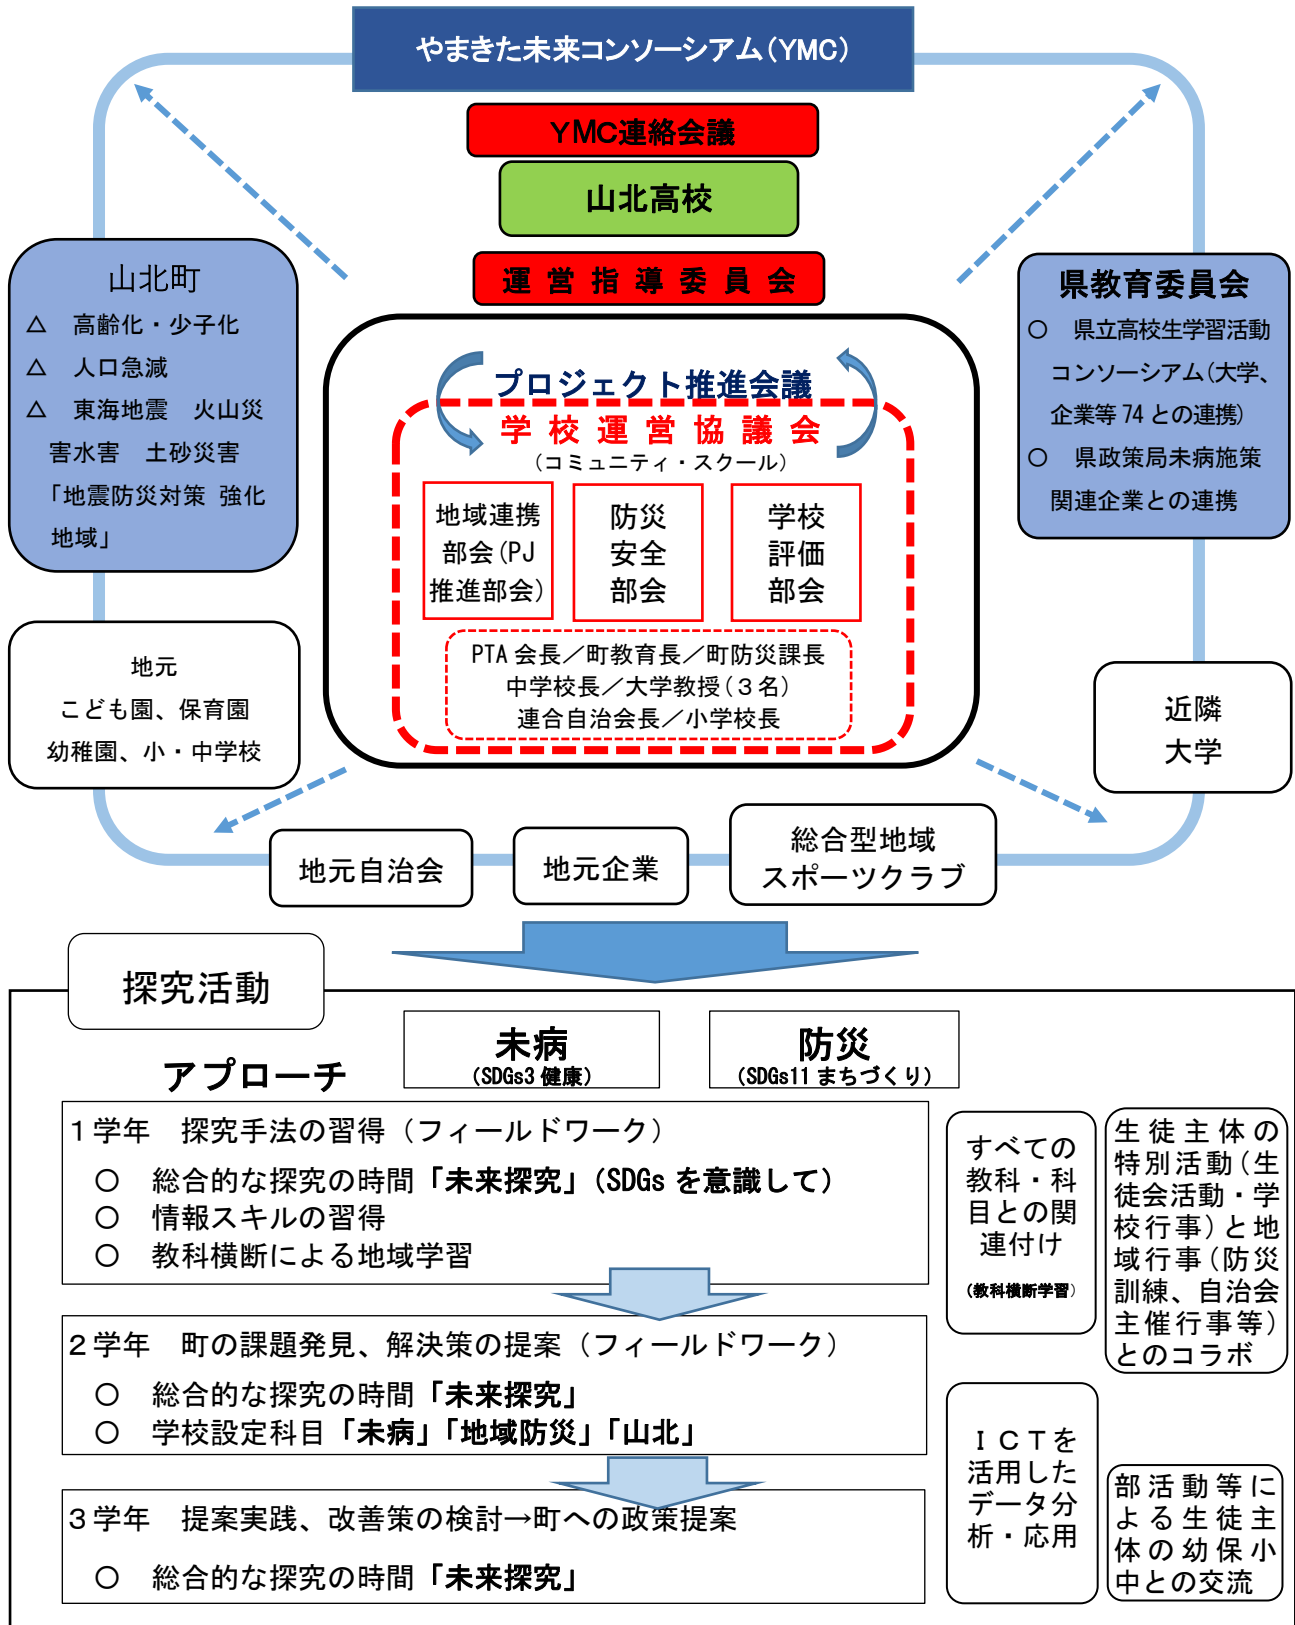 やまきた未来コンソーシアム(YMC)
YMC連絡会議
山北高校
運営指導委員会
山北町
△ 高齢化・少子化
△ 人口急減
△ 東海地震 火山災
害水害 土砂災害
「地震防災対策 強化
地域」
県教育委員会
○ 県立高校生学習活動
コンソーシアム(大学、
企業等74との連携)
○ 県政策局未病施策
関連企業との連携
プロジェクト推進会議
学校運営協議会
(コミュニティ・スクール)
地域連携
部会(PJ
推進部会)
防災
安全
部会
学校
評価
部会
PTA会長／町教育長／町防災課長
中学校長／大学教授(３名)
連合自治会長／小学校長
地元
こども園、保育園
幼稚園、小・中学校
近隣
大学
地元自治会
地元企業
総合型地域
スポーツクラブ
探究活動
アプローチ
未病
(SDGs3 健康)
防災
(SDGs11 まちづくり)
１学年 探究手法の習得（フィールドワーク）
○ 総合的な探究の時間「未来探究」(SDGsを意識して)
○ 情報スキルの習得
○ 教科横断による地域学習
２学年 町の課題発見、解決策の提案（フィールドワーク）
○ 総合的な探究の時間「未来探究」
○ 学校設定科目「未病」「地域防災」「山北」
３学年 提案実践、改善策の検討→町への政策提案
○ 総合的な探究の時間「未来探究」
すべての
教科・科
目との関
連付け
(教科横断学習)
生徒主体の
特別活動(生
徒会活動・学
校行事)と地
域行事(防災
訓練、自治会
主催行事等)
とのコラボ
ＩＣＴを
活用した
データ分
析・応用
部活動等に
よる生徒主
体の幼保小
中との交流